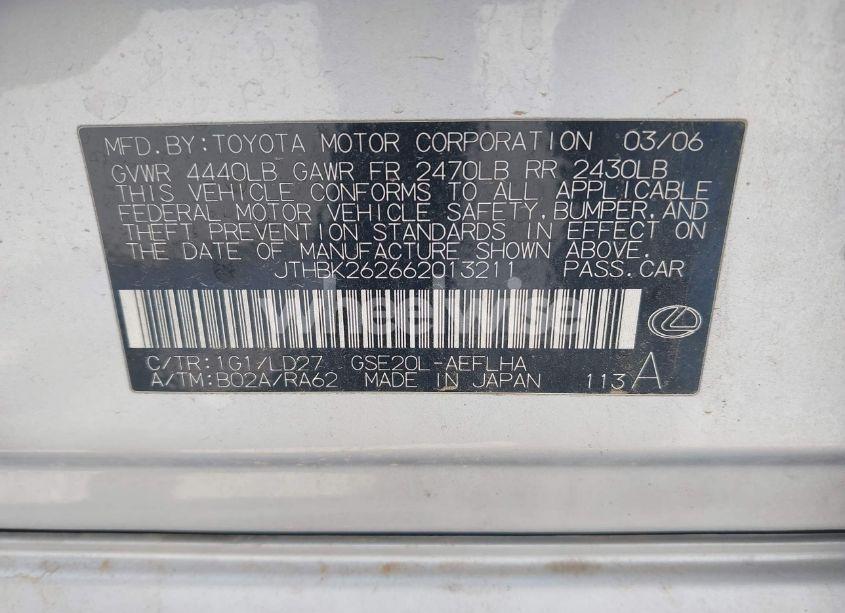 MFD.BY:TOYOTA MOTOR CORPORATION 03/06
GVWR 4440LB GAWR FR 2470LB RR 2430LB
THIS VEHICLE CONFORMS TO ALL APPLICABLE
FEDERAL MOTOR VEHICLE SAFETY,BUMPER,AND
THEFT PREVENTION STANDARDS IN EFFECT ON
THE DATE OF MANUFACTURE SHOWN ABOVE.
JTHBK262662013211 PASS.CAR
WheelWise
C/TR:1G1/LD27 GSE20L-AEFLHA
A/TM:B02A/RA62 MADE IN JAPAN 113 A